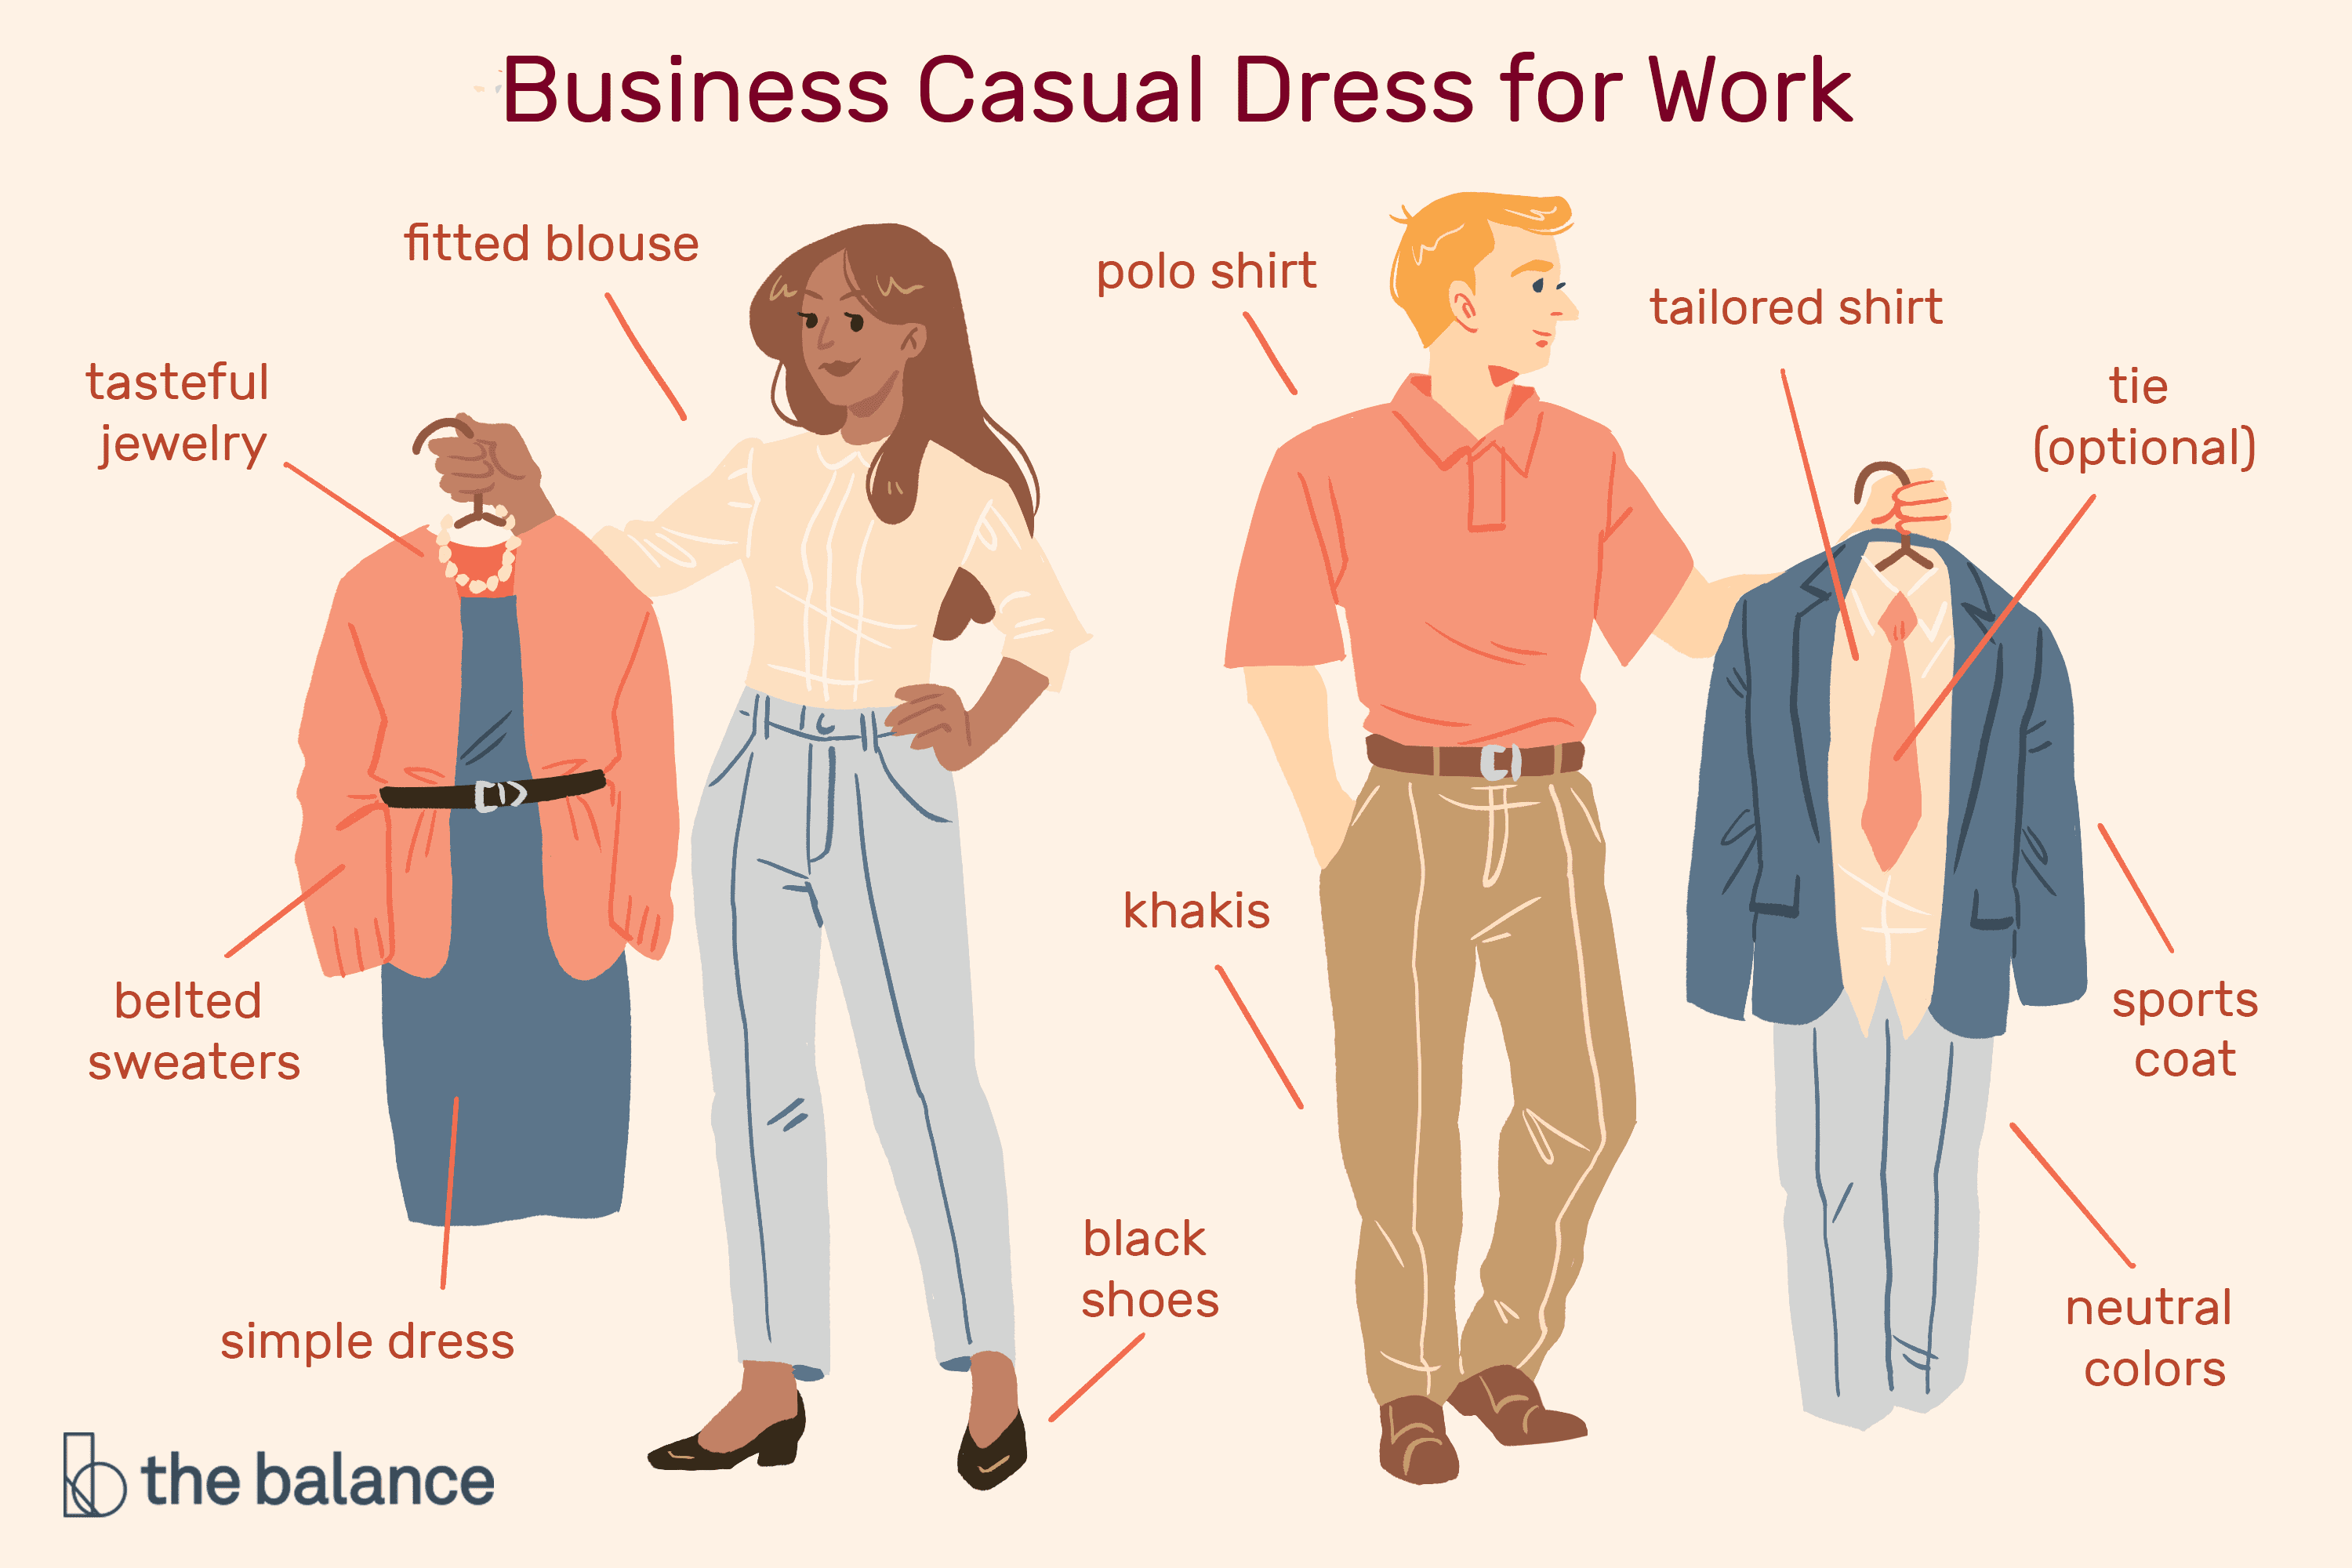 Business Casual Dress for Work
fitted blouse
polo shirt
tailored shirt
tasteful
jewelry
tie
(optional)
khakis
belted
sweaters
sports
coat
black
shoes
simple dress
neutral
colors
the balance